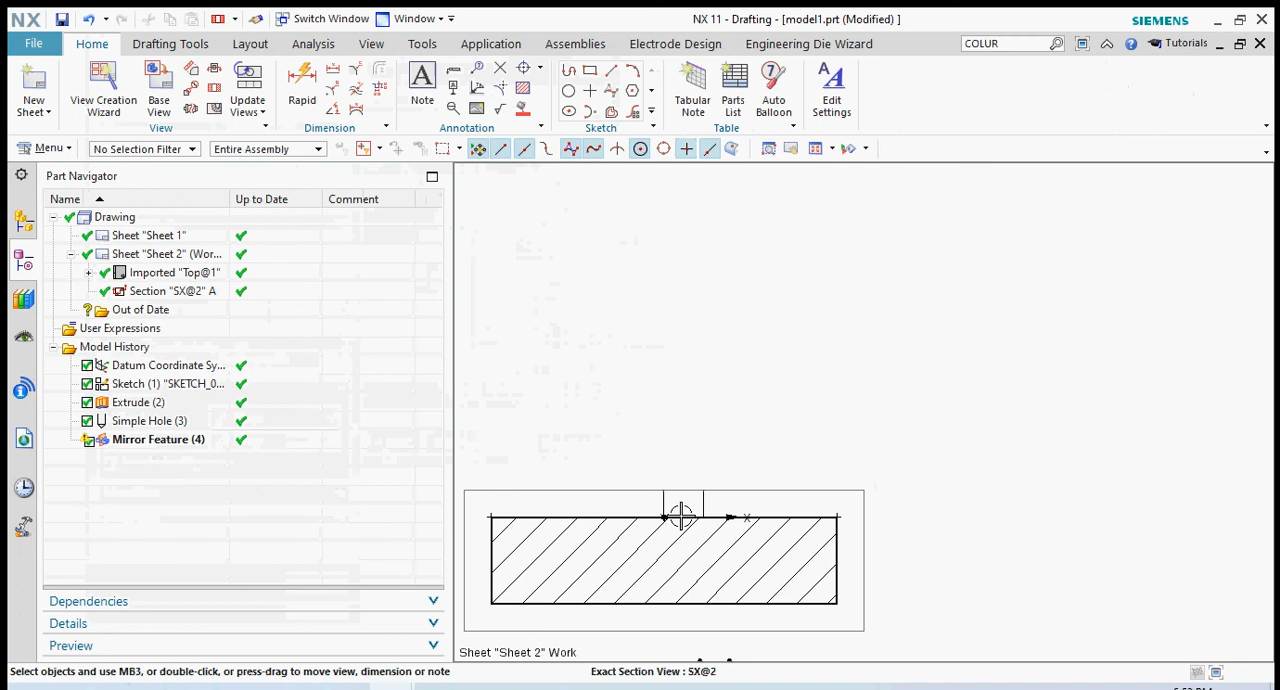 NX
Switch Window
Window
NX 11 - Drafting - [model1.prt (Modified) ]
SIEMENS
File
Home
Drafting Tools
Layout
Analysis
View
Tools
Application
Assemblies
Electrode Design
Engineering Die Wizard
COLUR
Tutorials
New
Sheet
View Creation
Wizard
Base
View
Update
Views
View
Rapid
Dimension
A
Note
Annotation
Sketch
Tabular
Note
Parts
List
Auto
Balloon
Table
A
Edit
Settings
Menu
No Selection Filter
Entire Assembly
Part Navigator
Name
Up to Date
Comment
Drawing
Sheet "Sheet 1"
Sheet "Sheet 2" (Wor...
Imported "Top@1"
Section "SX@2" A
Out of Date
User Expressions
Model History
Datum Coordinate Sy...
Sketch (1) "SKETCH_0...
Extrude (2)
Simple Hole (3)
Mirror Feature (4)
X
Dependencies
Details
Preview
Sheet "Sheet 2" Work
Select objects and use MB3, or double-click, or press-drag to move view, dimension or note
Exact Section View : SX@2